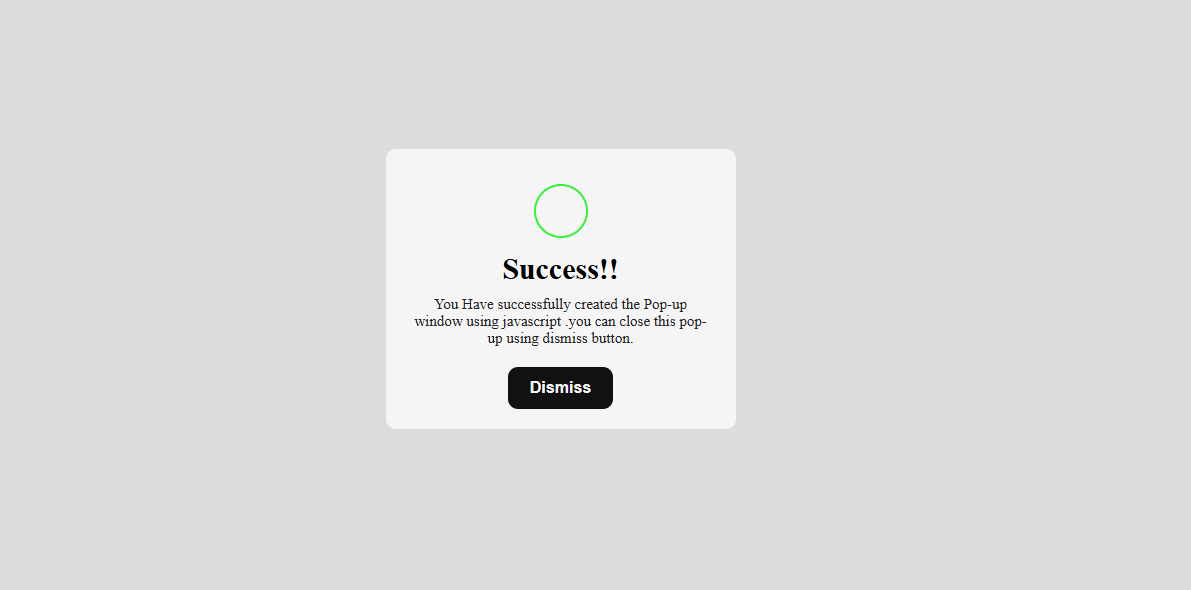 Success!!
You Have successfully created the Pop-up
window using javascript .you can close this pop-
up using dismiss button.
Dismiss